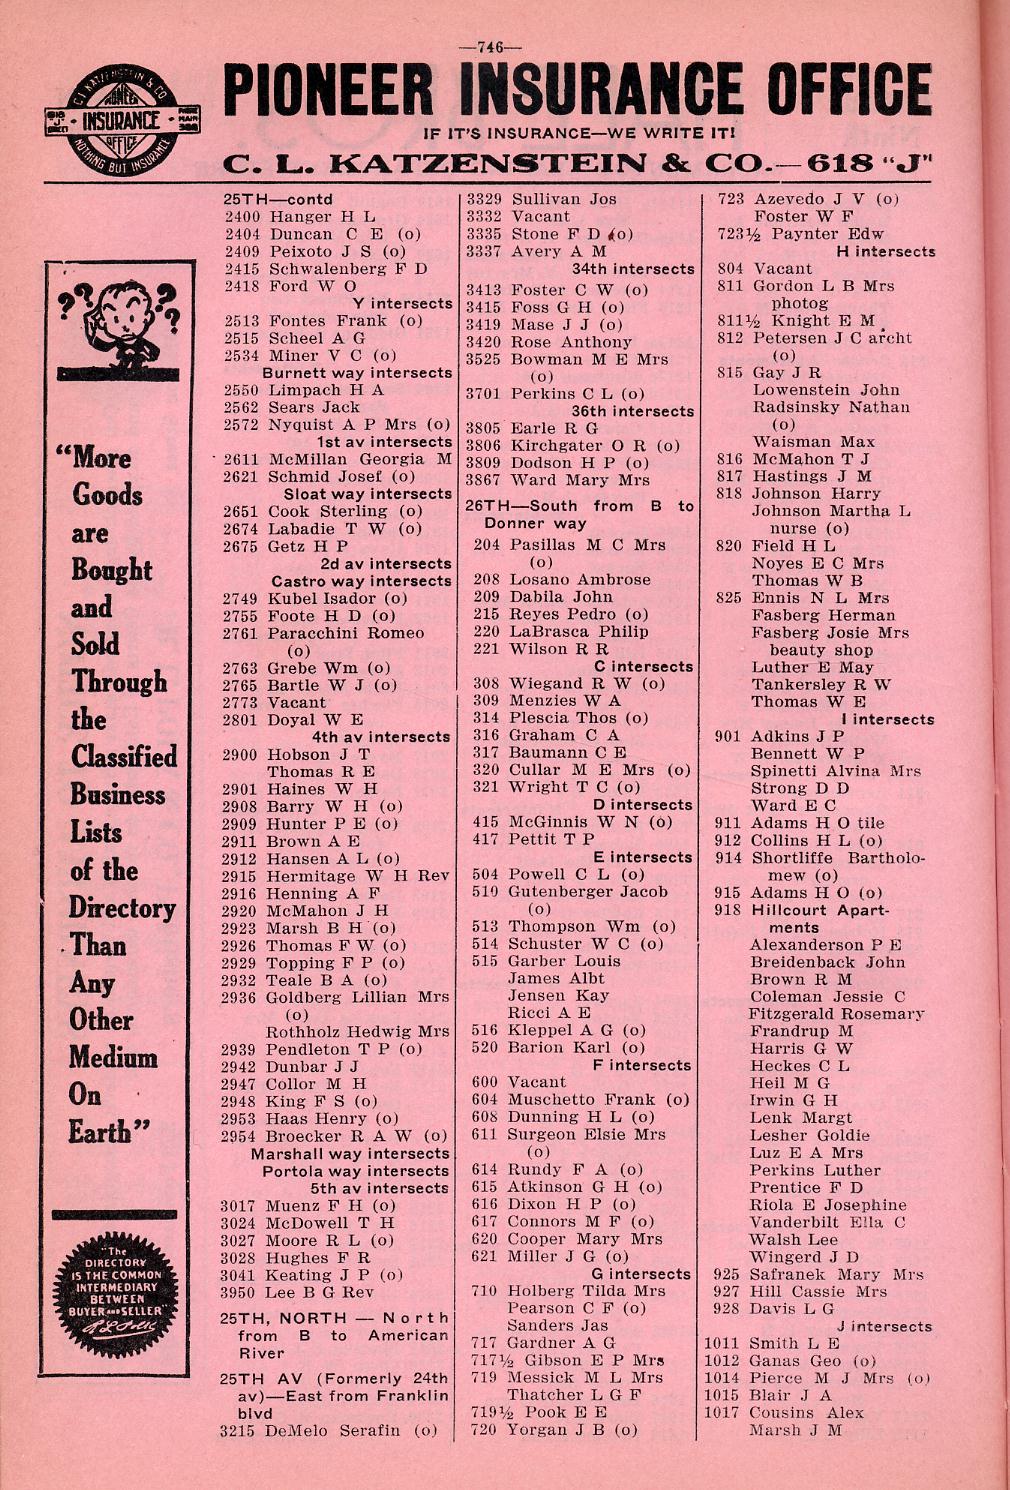 —746—
C. L. KATZENSTEIN & CO.
PIONEER
618 "J" STREET
INSURANCE
MAIN
OFFICE
NOTHING BUT INSURANCE
PIONEER INSURANCE OFFICE
IF IT'S INSURANCE—WE WRITE IT!
C. L. KATZENSTEIN & CO.—618 "J"
"More
Goods
are
Bought
and
Sold
Through
the
Classified
Business
Lists
of the
Directory
Than
Any
Other
Medium
On
Earth"
"The
DIRECTORY
IS THE COMMON
INTERMEDIARY
BETWEEN
BUYER AND SELLER"
25TH—contd
2400 Hanger H L
2404 Duncan C E (o)
2409 Peixoto J S (o)
2415 Schwalenberg F D
2418 Ford W O
Y intersects
2513 Fontes Frank (o)
2515 Scheel A G
2534 Miner V C (o)
Burnett way intersects
2550 Limpach H A
2562 Sears Jack
2572 Nyquist A P Mrs (o)
1st av intersects
2611 McMillan Georgia M
2621 Schmid Josef (o)
Sloat way intersects
2651 Cook Sterling (o)
2674 Labadie T W (o)
2675 Getz H P
2d av intersects
Castro way intersects
2749 Kubel Isador (o)
2755 Foote H D (o)
2761 Paracchini Romeo
(o)
2763 Grebe Wm (o)
2765 Bartle W J (o)
2773 Vacant
2801 Doyal W E
4th av intersects
2900 Hobson J T
Thomas R E
2901 Haines W H
2908 Barry W H (o)
2909 Hunter P E (o)
2911 Brown A E
2912 Hansen A L (o)
2915 Hermitage W H Rev
2916 Henning A F
2920 McMahon J H
2923 Marsh B H (o)
2926 Thomas F W (o)
2929 Topping F P (o)
2932 Teale B A (o)
2936 Goldberg Lillian Mrs
(o)
Rothholz Hedwig Mrs
2939 Pendleton T P (o)
2942 Dunbar J J
2947 Collor M H
2948 King F S (o)
2953 Haas Henry (o)
2954 Broecker R A W (o)
Marshall way intersects
Portola way intersects
5th av intersects
3017 Muenz F H (o)
3024 McDowell T H
3027 Moore R L (o)
3028 Hughes F R
3041 Keating J P (o)
3950 Lee B G Rev
25TH, NORTH — North
from B to American
River
25TH AV (Formerly 24th
av)—East from Franklin
blvd
3215 DeMelo Serafin (o)
3329 Sullivan Jos
3332 Vacant
3335 Stone F D (o)
3337 Avery A M
34th intersects
3413 Foster C W (o)
3415 Foss G H (o)
3419 Mase J J (o)
3420 Rose Anthony
3525 Bowman M E Mrs
(o)
3701 Perkins C L (o)
36th intersects
3805 Earle R G
3806 Kirchgater O R (o)
3809 Dodson H P (o)
3867 Ward Mary Mrs
26TH—South from B to
Donner way
204 Pasillas M C Mrs
(o)
208 Losano Ambrose
209 Dabila John
215 Reyes Pedro (o)
220 LaBrasca Philip
221 Wilson R R
C intersects
308 Wiegand R W (o)
309 Menzies W A
314 Plescia Thos (o)
316 Graham C A
317 Baumann C E
320 Cullar M E Mrs (o)
321 Wright T C (o)
D intersects
415 McGinnis W N (o)
417 Pettit T P
E intersects
504 Powell C L (o)
510 Gutenberger Jacob
(o)
513 Thompson Wm (o)
514 Schuster W C (o)
515 Garber Louis
James Albt
Jensen Kay
Ricci A E
516 Kleppel A G (o)
520 Barion Karl (o)
F intersects
600 Vacant
604 Muschetto Frank (o)
608 Dunning H L (o)
611 Surgeon Elsie Mrs
(o)
614 Rundy F A (o)
615 Atkinson G H (o)
616 Dixon H P (o)
617 Connors M F (o)
620 Cooper Mary Mrs
621 Miller J G (o)
G intersects
710 Holberg Tilda Mrs
Pearson C F (o)
Sanders Jas
717 Gardner A G
717½ Gibson E P Mrs
719 Messick M L Mrs
Thatcher L G F
719½ Pook E E
720 Yorgan J B (o)
723 Azevedo J V (o)
Foster W F
723½ Paynter Edw
H intersects
804 Vacant
811 Gordon L B Mrs
photog
811½ Knight E M
812 Petersen J C archt
(o)
815 Gay J R
Lowenstein John
Radsinsky Nathan
(o)
Waisman Max
816 McMahon T J
817 Hastings J M
818 Johnson Harry
Johnson Martha L
nurse (o)
820 Field H L
Noyes E C Mrs
Thomas W B
825 Ennis N L Mrs
Fasberg Herman
Fasberg Josie Mrs
beauty shop
Luther E May
Tankersley R W
Thomas W E
I intersects
901 Adkins J P
Bennett W P
Spinetti Alvina Mrs
Strong D D
Ward E C
911 Adams H O tile
912 Collins H L (o)
914 Shortliffe Bartholo-
mew (o)
915 Adams H O (o)
918 Hillcourt Apart-
ments
Alexanderson P E
Breidenback John
Brown R M
Coleman Jessie C
Fitzgerald Rosemary
Frandrup M
Harris G W
Heckes C L
Heil M G
Irwin G H
Lenk Margt
Lesher Goldie
Luz E A Mrs
Perkins Luther
Prentice F D
Riola E Josephine
Vanderbilt Ella C
Walsh Lee
Wingerd J D
925 Safranek Mary Mrs
927 Hill Cassie Mrs
928 Davis L G
J intersects
1011 Smith L E
1012 Ganas Geo (o)
1014 Pierce M J Mrs (o)
1015 Blair J A
1017 Cousins Alex
Marsh J M